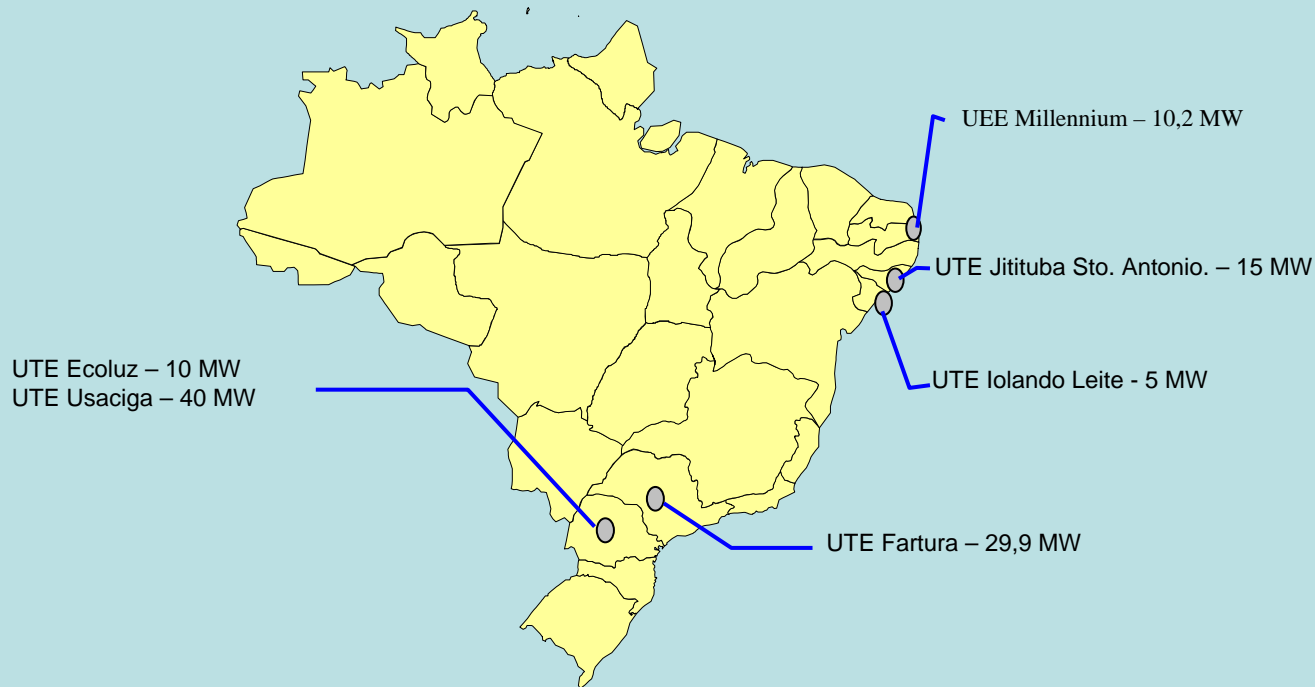 UEE Millennium – 10,2 MW
UTE Jitituba Sto. Antonio. – 15 MW
UTE Ecoluz – 10 MW
UTE Usaciga – 40 MW
UTE Iolando Leite - 5 MW
UTE Fartura – 29,9 MW